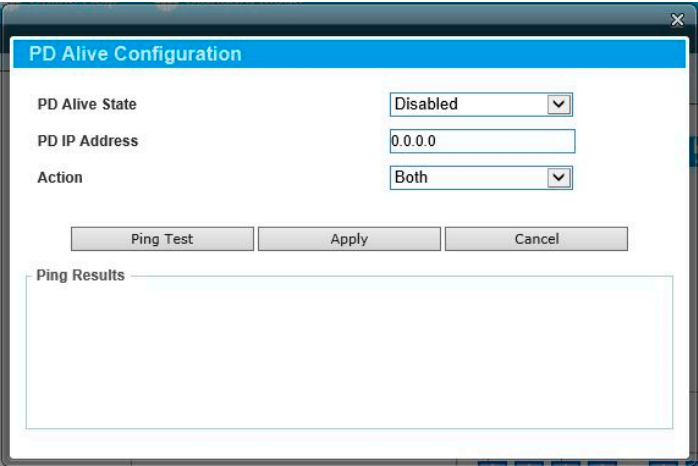 PD Alive Configuration
PD Alive State Disabled
PD IP Address 0.0.0.0
Action Both
Ping Test Apply Cancel
Ping Results